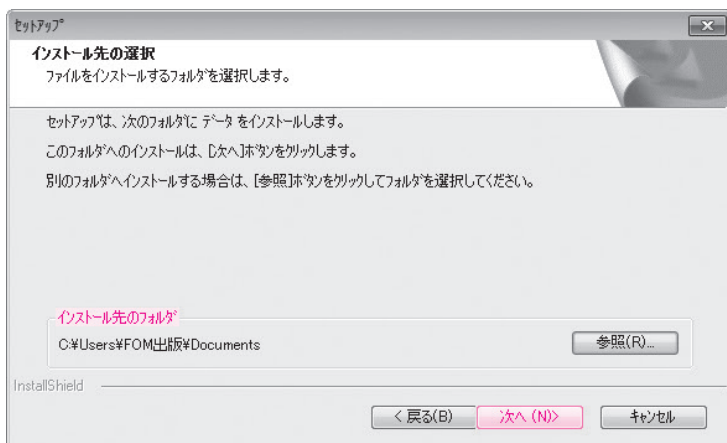 セットアップ
インストール先の選択
ファイルをインストールするフォルダを選択します。
セットアップは、次のフォルダに データ をインストールします。
このフォルダへのインストールは、[次へ]ボタンをクリックします。
別のフォルダへインストールする場合は、[参照]ボタンをクリックしてフォルダを選択してください。
インストール先のフォルダ
C:¥Users¥FOM出版¥Documents
参照(R)...
InstallShield
< 戻る(B)
次へ (N)>
キャンセル